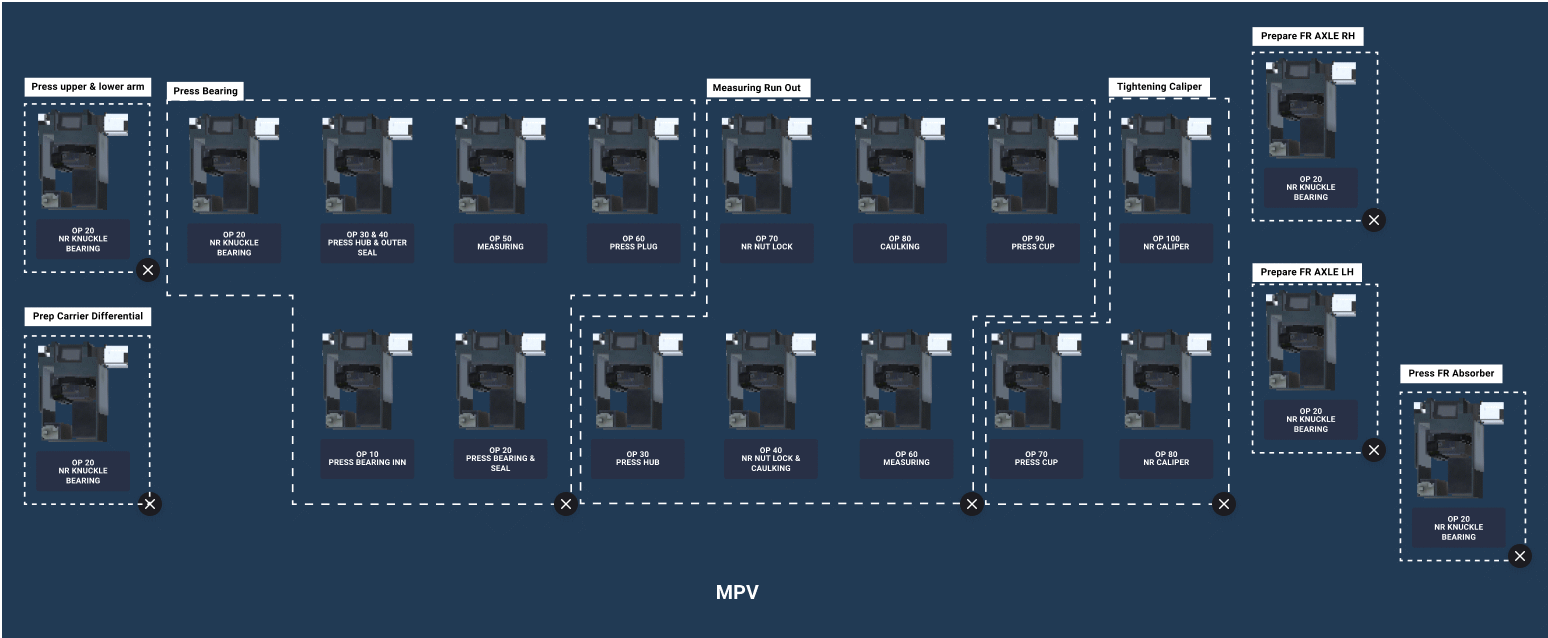 Press upper & lower arm
OP 20
NR KNUCKLE
BEARING
Prep Carrier Differential
OP 20
NR KNUCKLE
BEARING
Press Bearing
OP 20
NR KNUCKLE
BEARING
OP 30 & 40
PRESS HUB & OUTER
SEAL
OP 50
MEASURING
OP 60
PRESS PLUG
OP 10
PRESS BEARING INN
OP 20
PRESS BEARING &
SEAL
Measuring Run Out
OP 70
NR NUT LOCK
OP 80
CAULKING
OP 90
PRESS CUP
OP 30
PRESS HUB
OP 40
NR NUT LOCK &
CAULKING
OP 60
MEASURING
Tightening Caliper
OP 100
NR CALIPER
OP 70
PRESS CUP
OP 80
NR CALIPER
Prepare FR AXLE RH
OP 20
NR KNUCKLE
BEARING
Prepare FR AXLE LH
OP 20
NR KNUCKLE
BEARING
Press FR Absorber
OP 20
NR KNUCKLE
BEARING
MPV